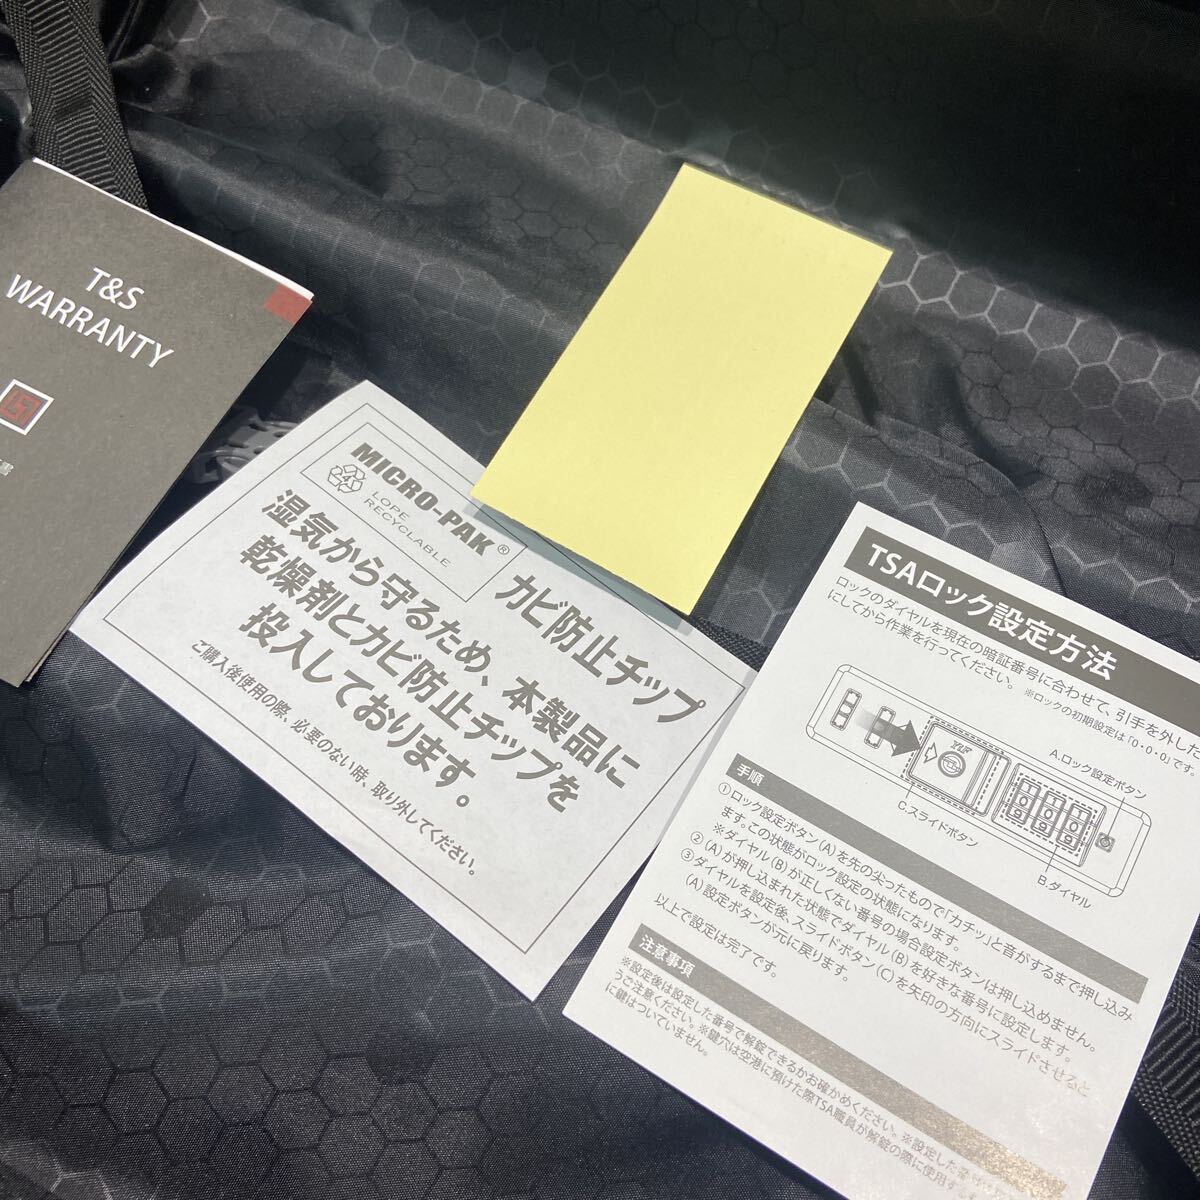 T&S
WARRANTY
書
MICRO-PAK®
4
LDPE
RECYCLABLE
カビ防止チップ
湿気から守るため、本製品に
乾燥剤とカビ防止チップを
投入しております。
ご購入後使用の際、必要のない時、取り外してください。
TSAロック設定方法
ロックのダイヤルを現在の暗証番号に合わせて、引手を外した
にしてから作業を行ってください。 ※ロックの初期設定は「0・0・0」です。
A.ロック設定ボタン
C.スライドボタン
B.ダイヤル
手順
①ロック設定ボタン(A)を先の尖ったもので「カチッ」と音がするまで押し込み
ます。この状態がロック設定の状態になります。
※ダイヤル(B)が正しくない番号の場合設定ボタンは押し込めません。
②(A)が押し込まれた状態でダイヤル(B)を好きな番号に設定します。
③ダイヤルを設定後、スライドボタン(C)を矢印の方向にスライドさせると
(A)設定ボタンが元に戻ります。
以上で設定は完了です。
注意事項
※設定後は設定した番号で解錠できるかお確かめください。※設定した
うご注意ください。※鍵穴は空港に預けた際TSA職員が解錠の際に使用す
に鍵はついていません。